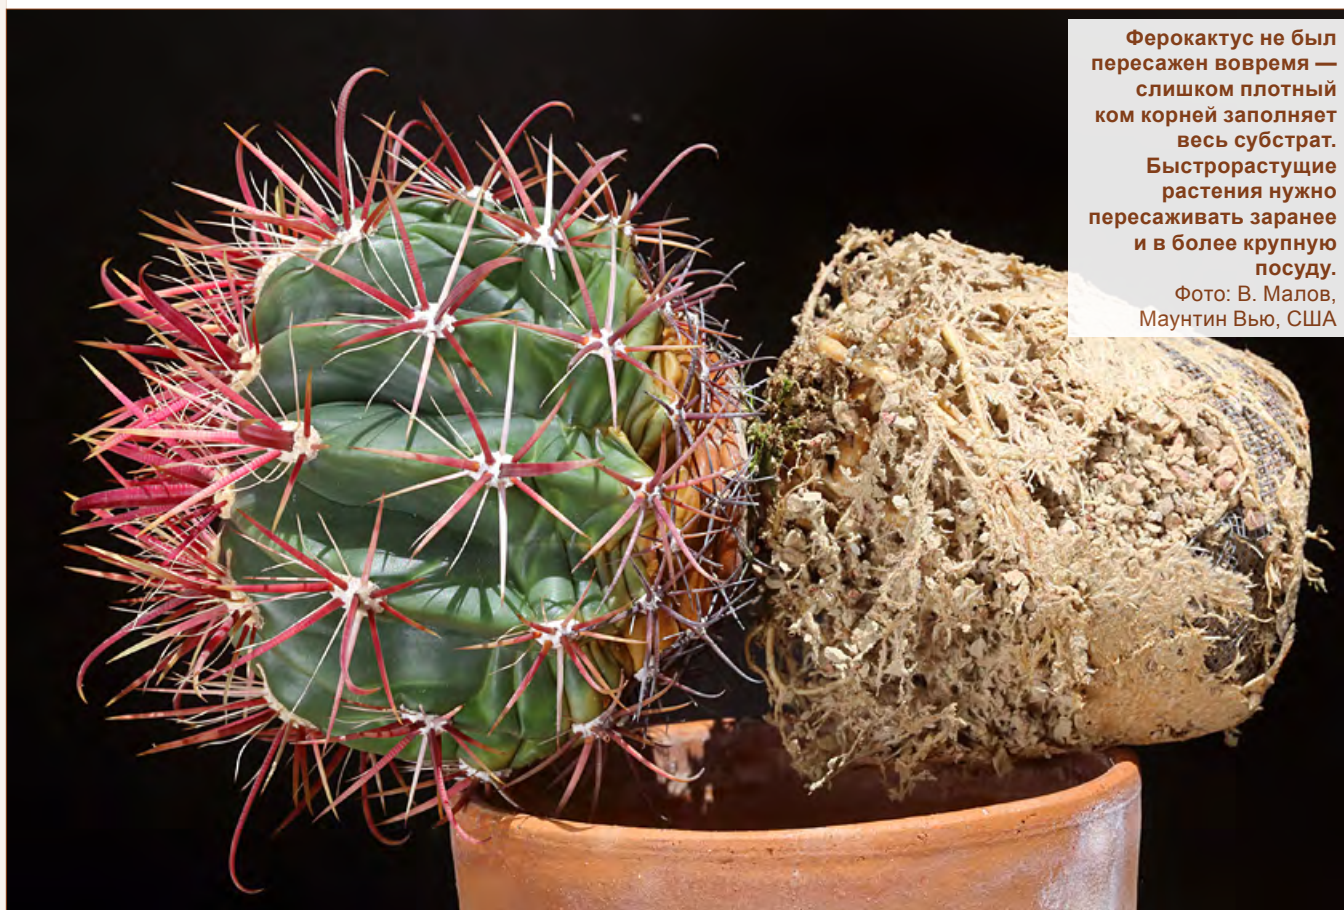 Ферокактус не был
пересажен вовремя —
слишком плотный
ком корней заполняет
весь субстрат.
Быстрорастущие
растения нужно
пересаживать заранее
и в более крупную
посуду.
Фото: В. Малов,
Маунтин Вью, США